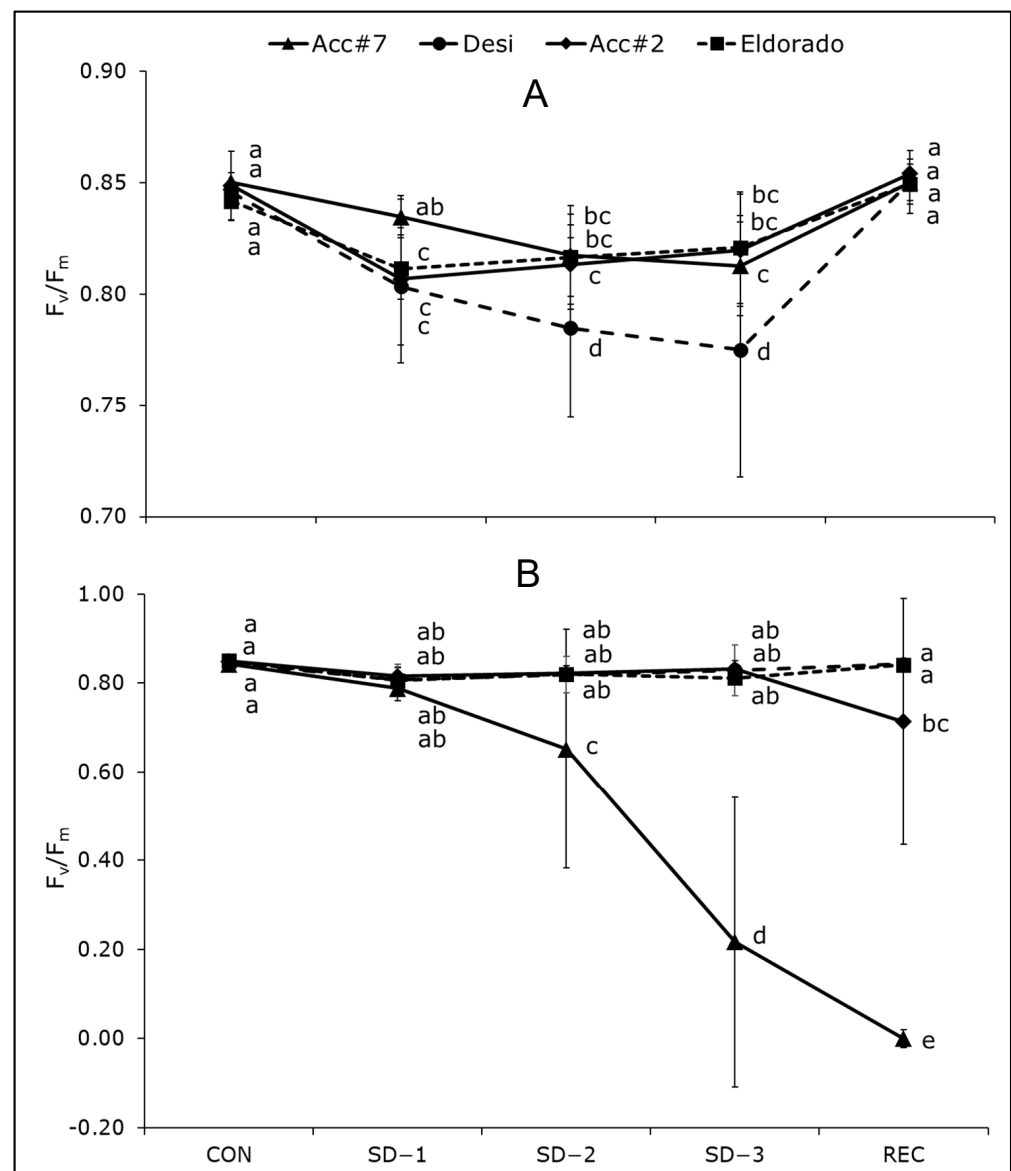 Acc#7 Desi Acc#2 Eldorado
A
0.90
0.85
0.80
0.75
0.70
Fv/Fm
a
a
a
a
ab
c
c
c
bc
bc
c
d
bc
bc
c
d
a
a
a
a
B
1.00
0.80
0.60
0.40
0.20
0.00
-0.20
Fv/Fm
a
a
a
a
ab
ab
ab
ab
ab
ab
ab
c
ab
ab
ab
d
a
a
bc
e
CON SD−1 SD−2 SD−3 REC